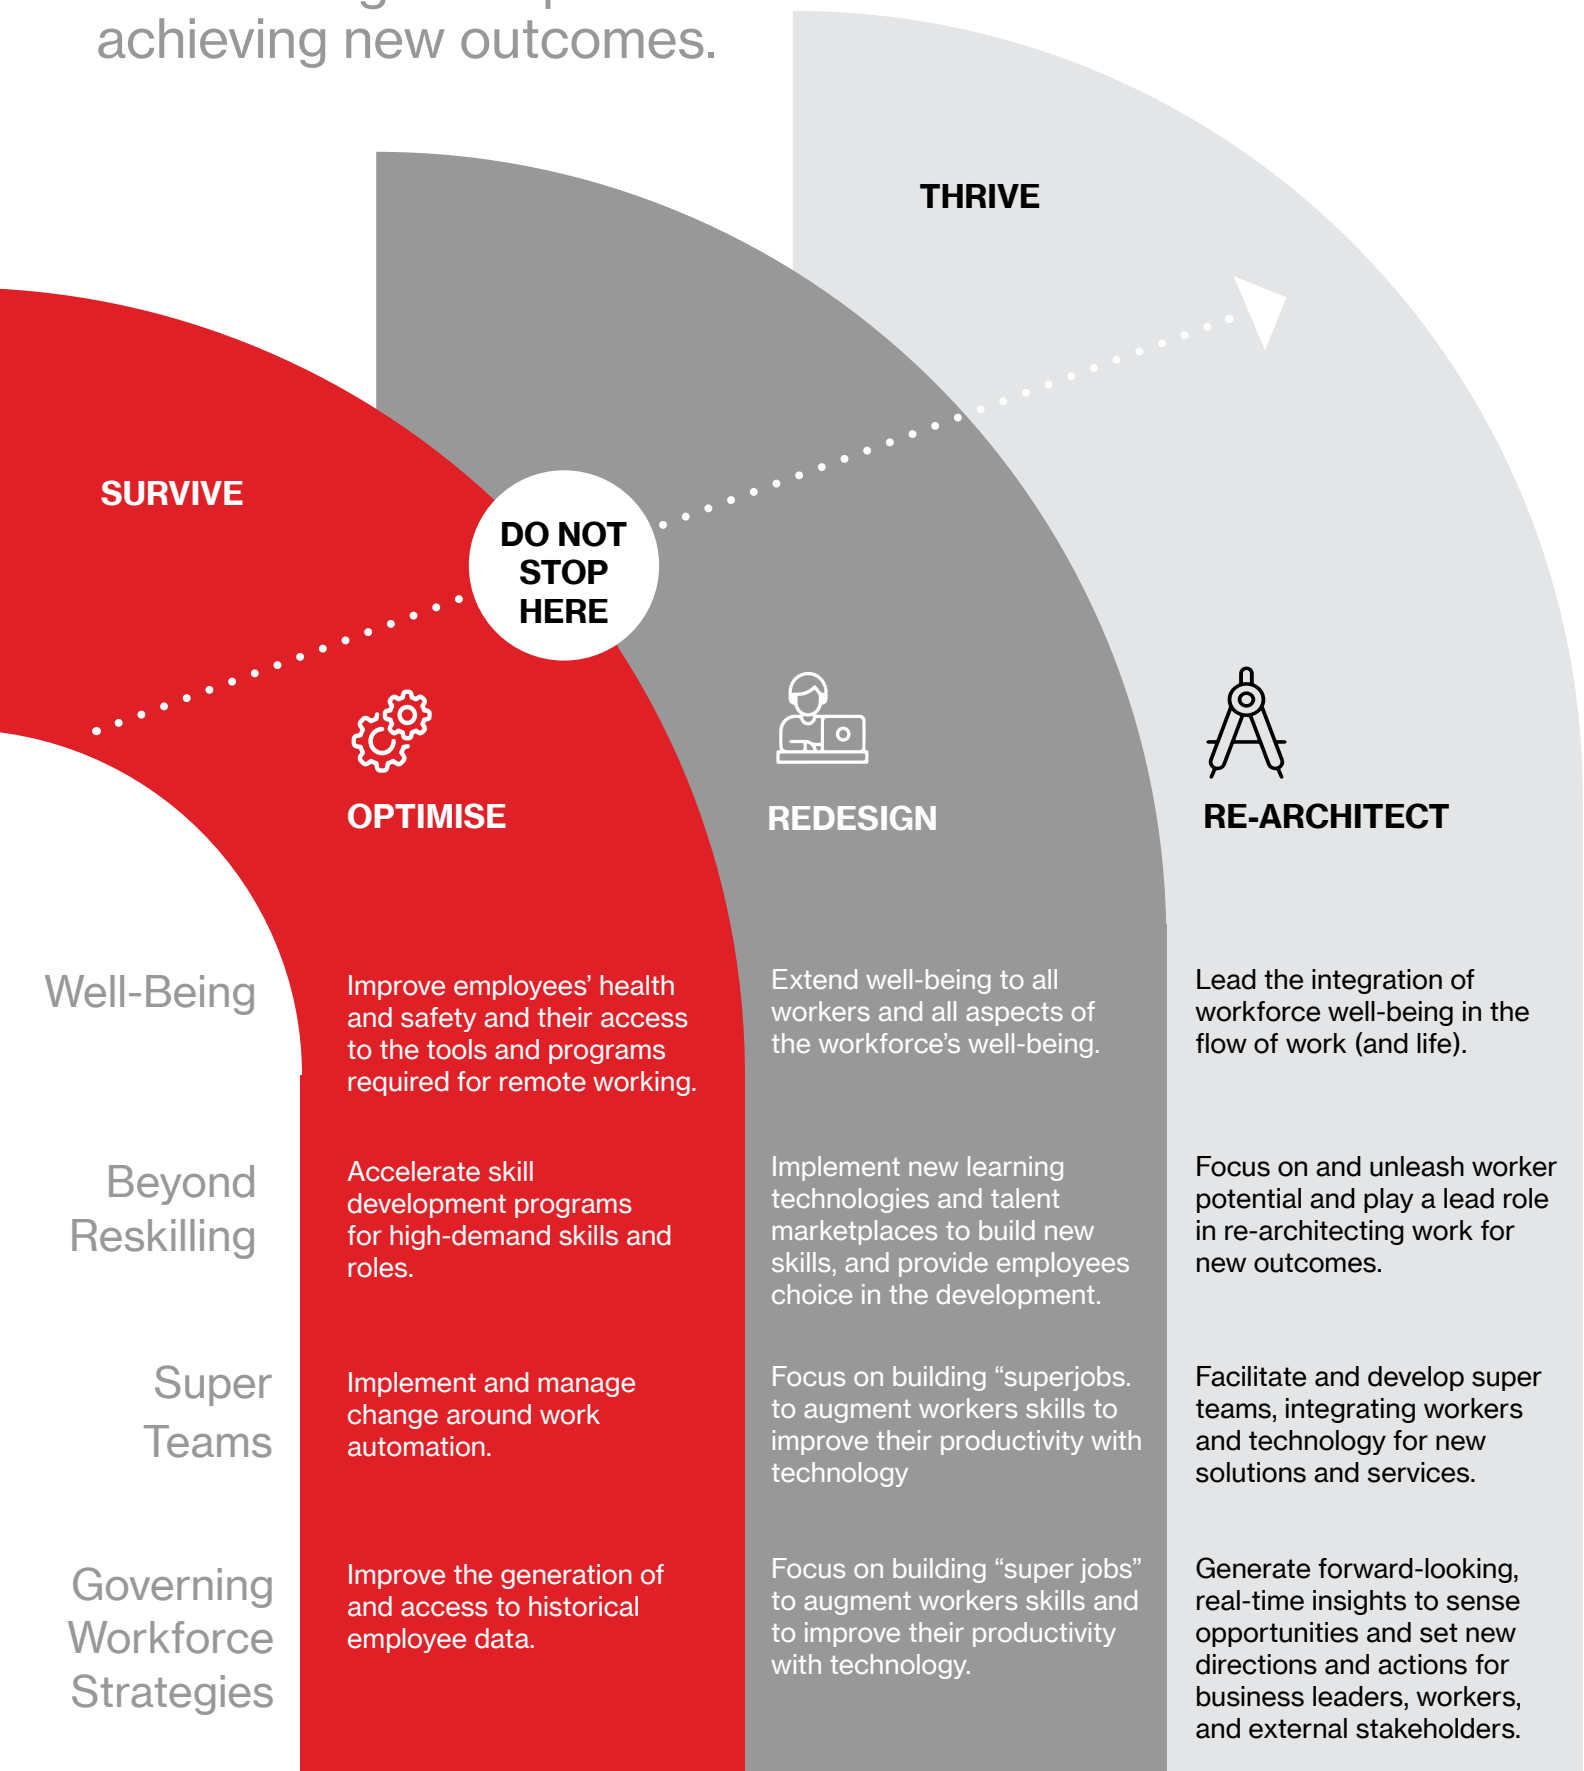 achieving new outcomes.
THRIVE
SURVIVE
DO NOT
STOP
HERE
OPTIMISE
REDESIGN
RE-ARCHITECT
Well-Being
Improve employees’ health
and safety and their access
to the tools and programs
required for remote working.
Extend well-being to all
workers and all aspects of
the workforce’s well-being.
Lead the integration of
workforce well-being in the
flow of work (and life).
Beyond
Reskilling
Accelerate skill
development programs
for high-demand skills and
roles.
Implement new learning
technologies and talent
marketplaces to build new
skills, and provide employees
choice in the development.
Focus on and unleash worker
potential and play a lead role
in re-architecting work for
new outcomes.
Super
Teams
Implement and manage
change around work
automation.
Focus on building “superjobs.
to augment workers skills to
improve their productivity with
technology
Facilitate and develop super
teams, integrating workers
and technology for new
solutions and services.
Governing
Workforce
Strategies
Improve the generation of
and access to historical
employee data.
Focus on building “super jobs”
to augment workers skills and
to improve their productivity
with technology.
Generate forward-looking,
real-time insights to sense
opportunities and set new
directions and actions for
business leaders, workers,
and external stakeholders.